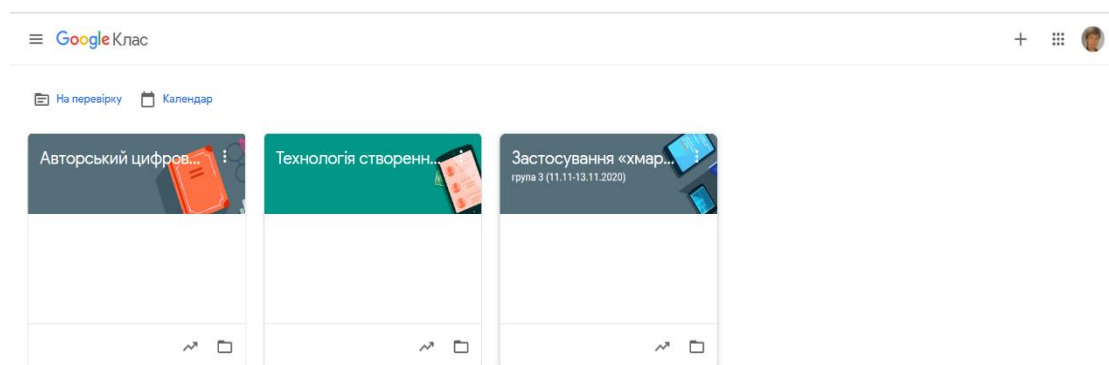 Google Клас
На перевірку Календар
Авторський цифров...
Технологія створенн...
Застосування «хмар...
група 3 (11.11-13.11.2020)